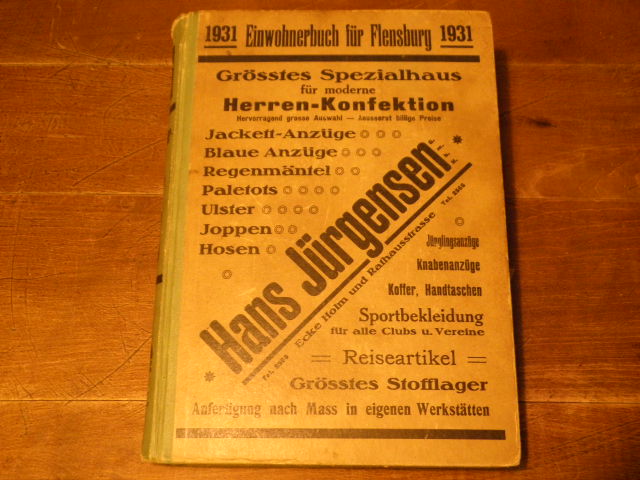 1931 Einwohnerbuch für Flensburg 1931
Grösstes Spezialhaus
für moderne
Herren-Konfektion
Hervorragend grosse Auswahl — Äusserst billige Preise
Jackett-Anzüge
Blaue Anzüge
Regenmäntel
Paletots
Ulster
Joppen
Hosen
Hans Jürgensen
Ecke Holm und Rathausstrasse
Jünglingsanzüge
Knabenanzüge
Koffer, Handtaschen
Sportbekleidung
für alle Clubs u. Vereine
Reiseartikel
Grösstes Stofflager
Anfertigung nach Mass in eigenen Werkstätten